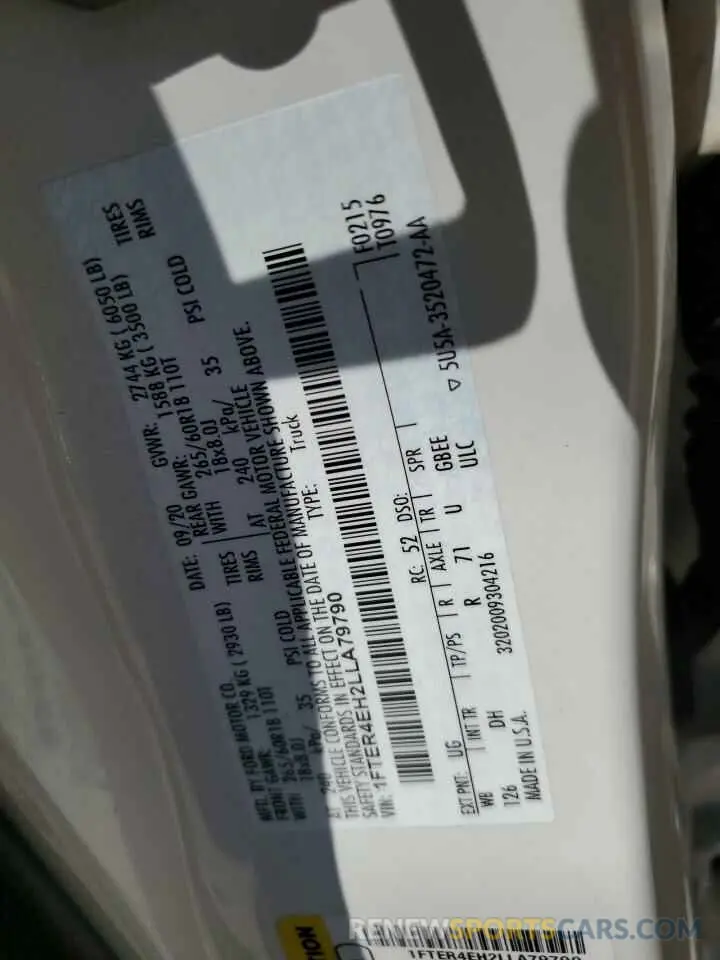 MFD. BY FORD MOTOR CO.
DATE: 09/20 GVWR: 2744 KG ( 6050 LB)
FRONT GAWR: 1329 KG ( 2930 LB) REAR GAWR: 1588 KG ( 3500 LB)
265/60R18 110T TIRES 265/60R18 110T TIRES
WITH 18x8.0J RIMS WITH 18x8.0J RIMS
AT 240 kPa/ 35 PSI COLD AT 240 kPa/ 35 PSI COLD
THIS VEHICLE CONFORMS TO ALL APPLICABLE FEDERAL MOTOR VEHICLE
SAFETY STANDARDS IN EFFECT ON THE DATE OF MANUFACTURE SHOWN ABOVE.
VIN: 1FTER4EH2LLA79790 TYPE: Truck
F0215
T0976
EXT PNT: UG RC: 52 DSO:
WB INT TR TP/PS R AXLE TR SPR
126 DH R 71 U GBEE
ULC
MADE IN U.S.A. 3202009304216
▽ 5U5A-3520472-AA
1FTER4EH2LLA79790
RENEWSPORTSCARS.COM